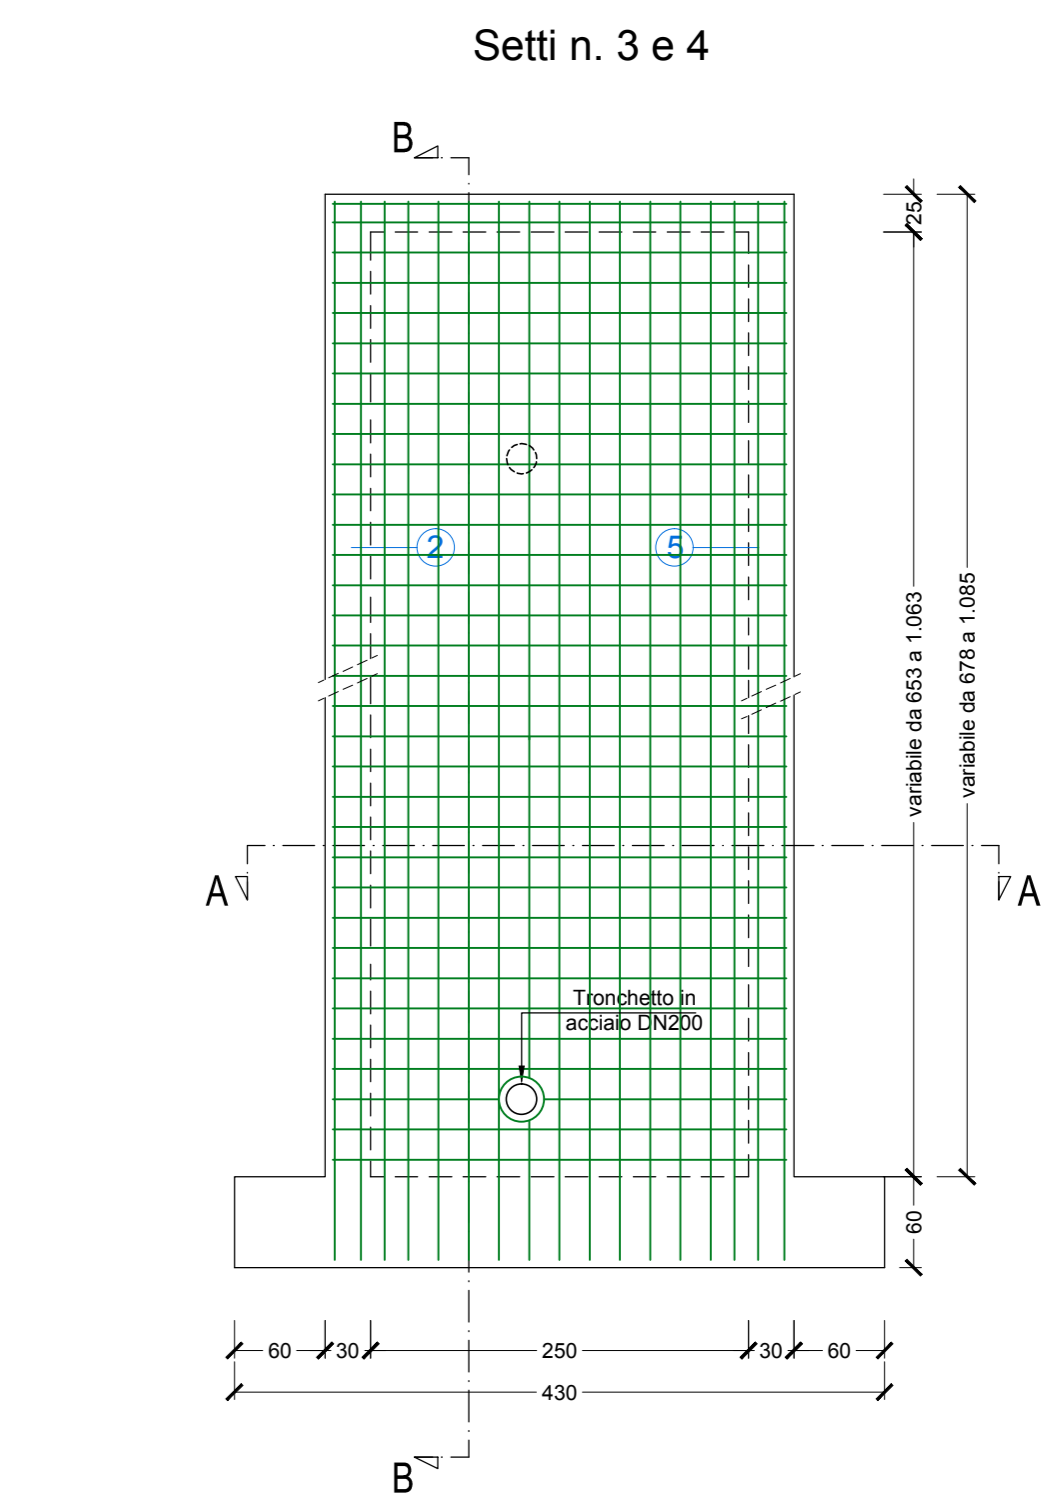 Setti n. 3 e 4
B
25
2
5
variabile da 653 a 1.063
variabile da 678 a 1.085
A
A
Tronchetto in
acciaio DN200
60
60
30
250
30
60
430
B